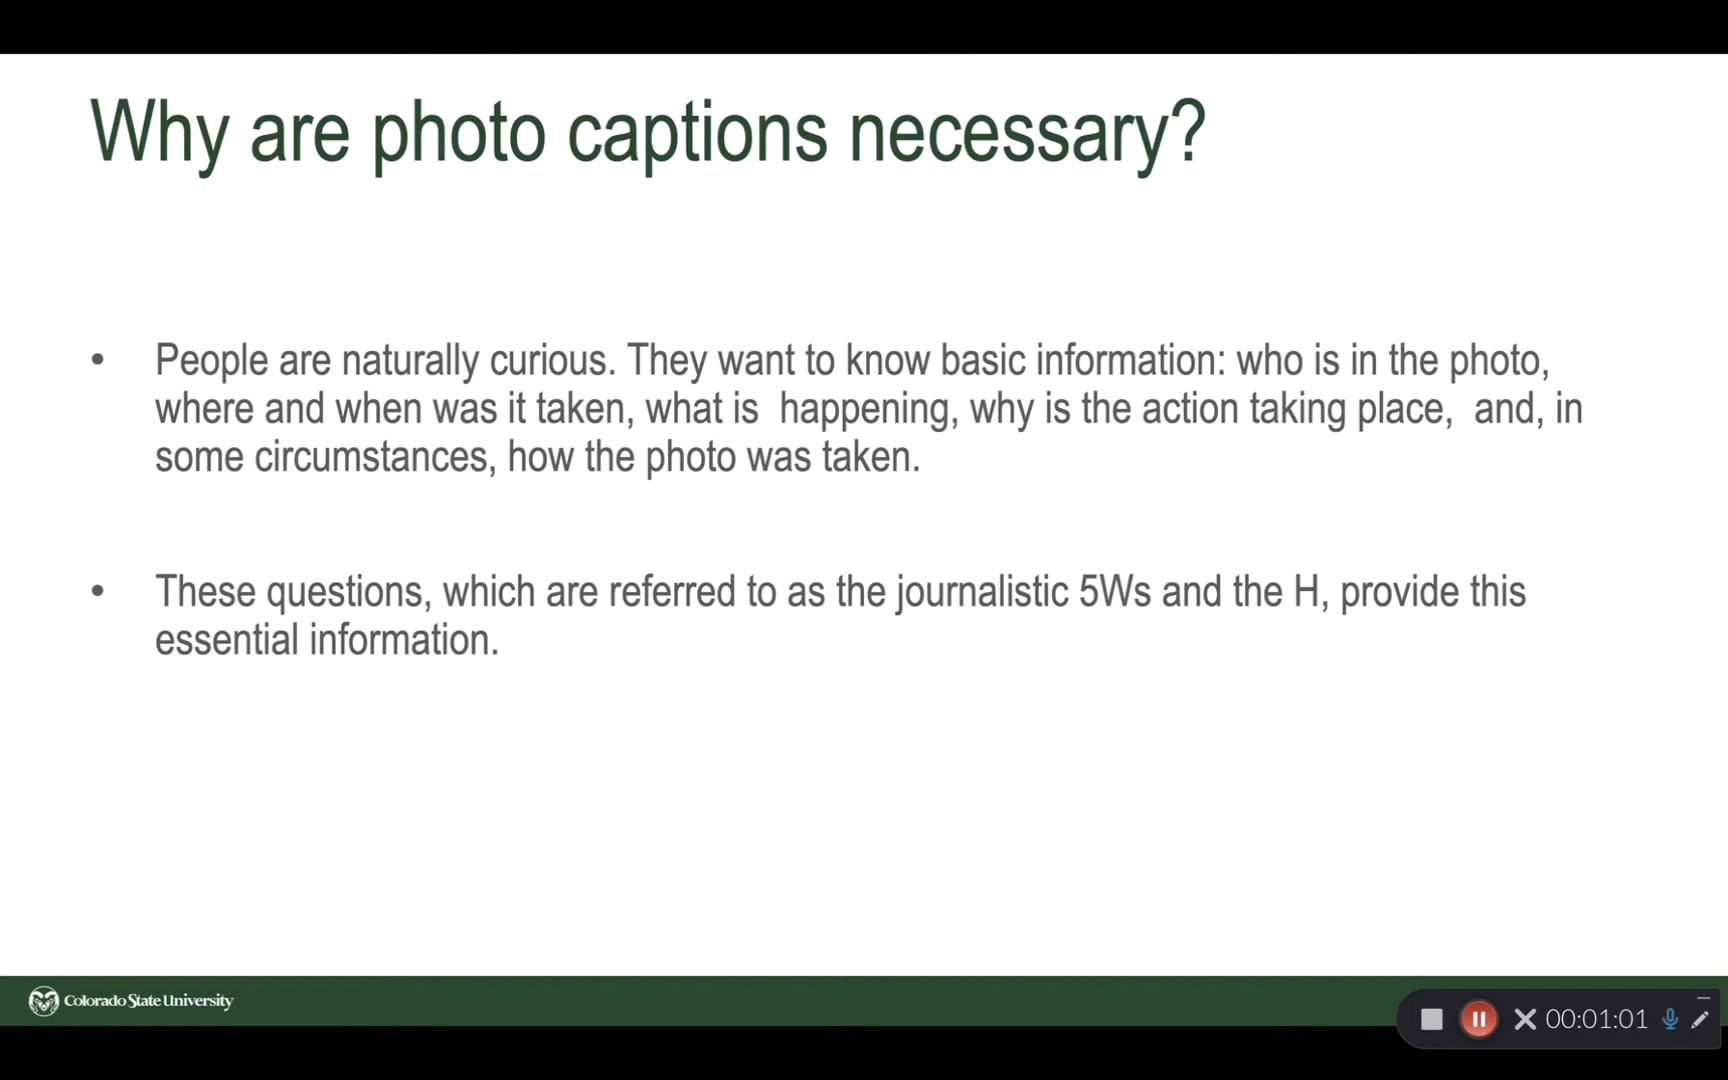 Why are photo captions necessary?
• People are naturally curious. They want to know basic information: who is in the photo,
where and when was it taken, what is  happening, why is the action taking place,  and, in
some circumstances, how the photo was taken.
• These questions, which are referred to as the journalistic 5Ws and the H, provide this
essential information.
Colorado State University
00:01:01